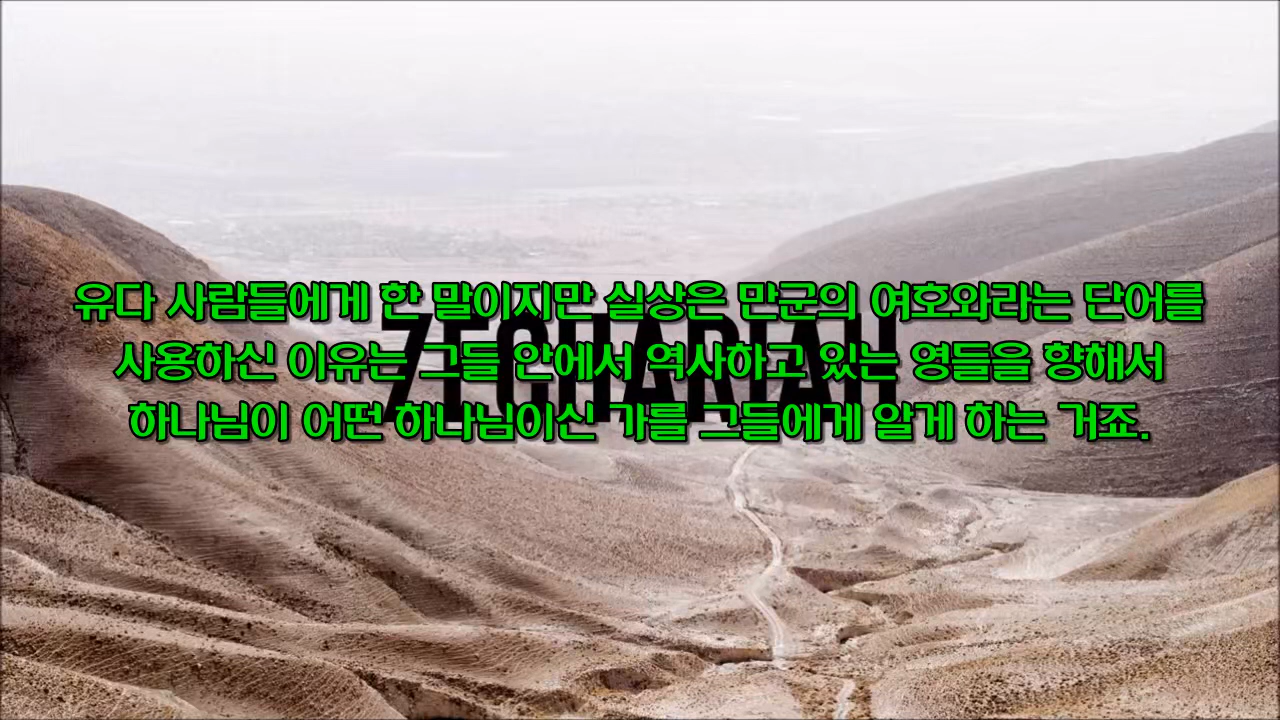 유다 사람들에게 한 말이지만 실상은 만군의 여호와라는 단어를
ZECHARIAH
사용하신 이유는 그들 안에서 역사하고 있는 영들을 향해서
하나님이 어떤 하나님이신 가를 그들에게 알게 하는 거죠.